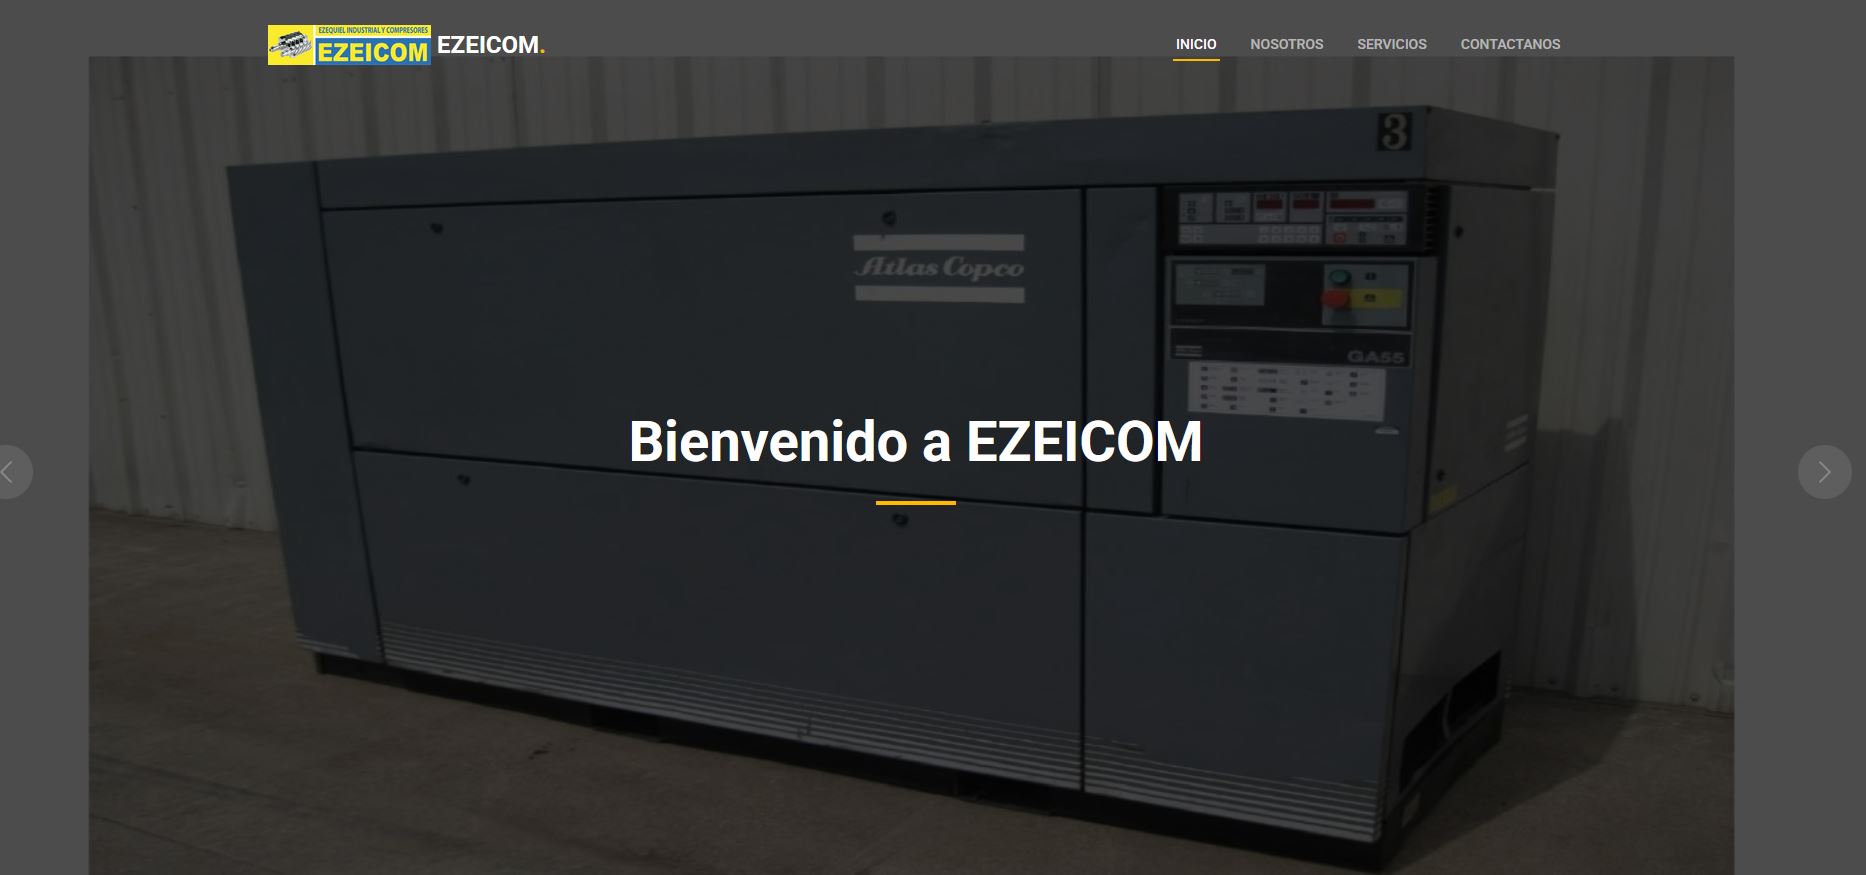 EZEQUIEL INDUSTRIAL Y COMPRESORES
EZEICOM
EZEICOM.
INICIO
NOSOTROS
SERVICIOS
CONTACTANOS
3
Atlas Copco
GA55
Bienvenido a EZEICOM